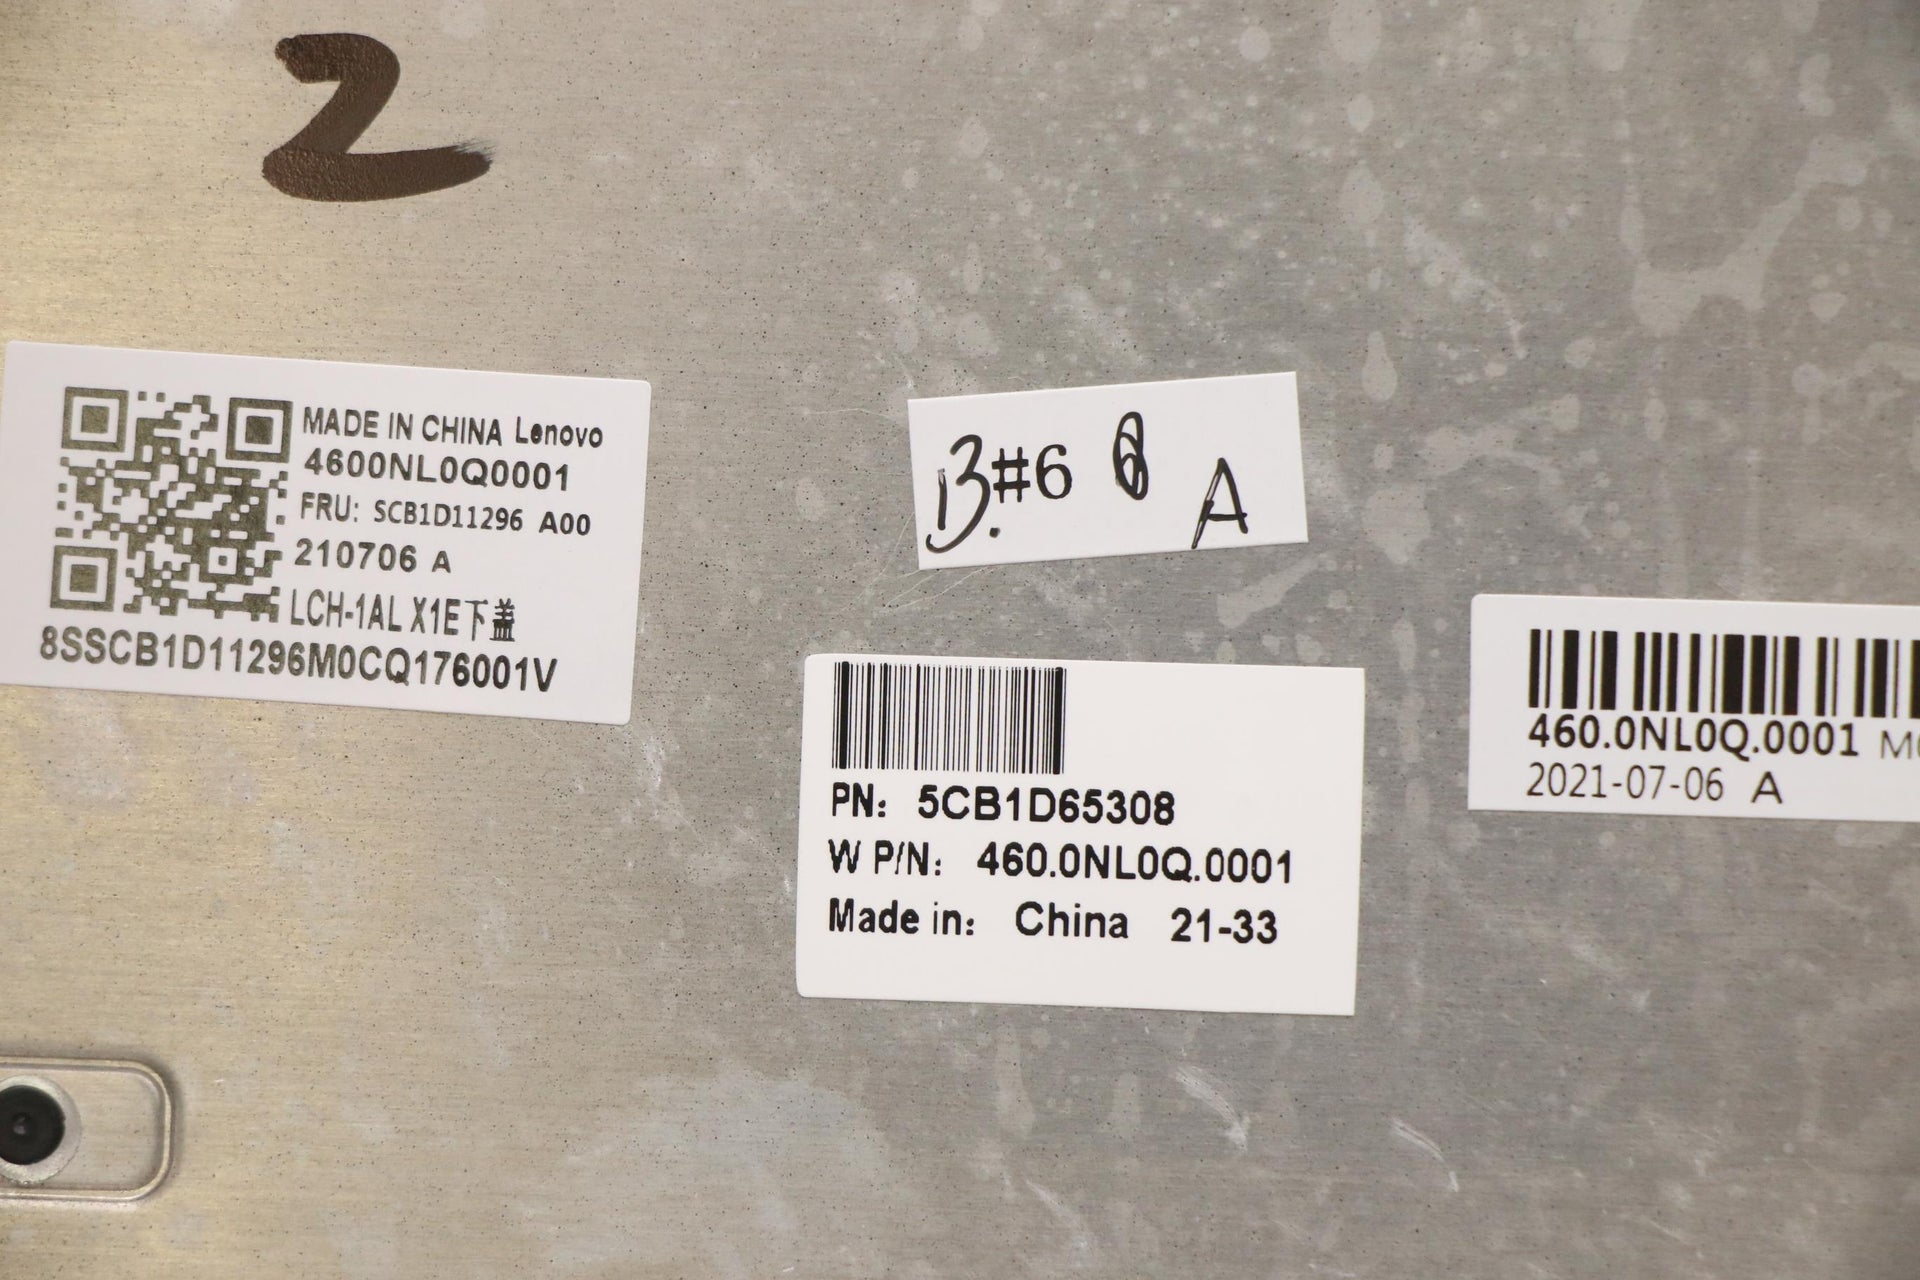 2
MADE IN CHINA Lenovo
4600NL0Q0001
FRU: SCB1D11296 A00
210706 A
LCH-1AL X1E下盖
8SSCB1D11296M0CQ176001V
13.#6 A
PN: 5CB1D65308
W P/N: 460.0NL0Q.0001
Made in: China 21-33
460.0NL0Q.0001
2021-07-06 A